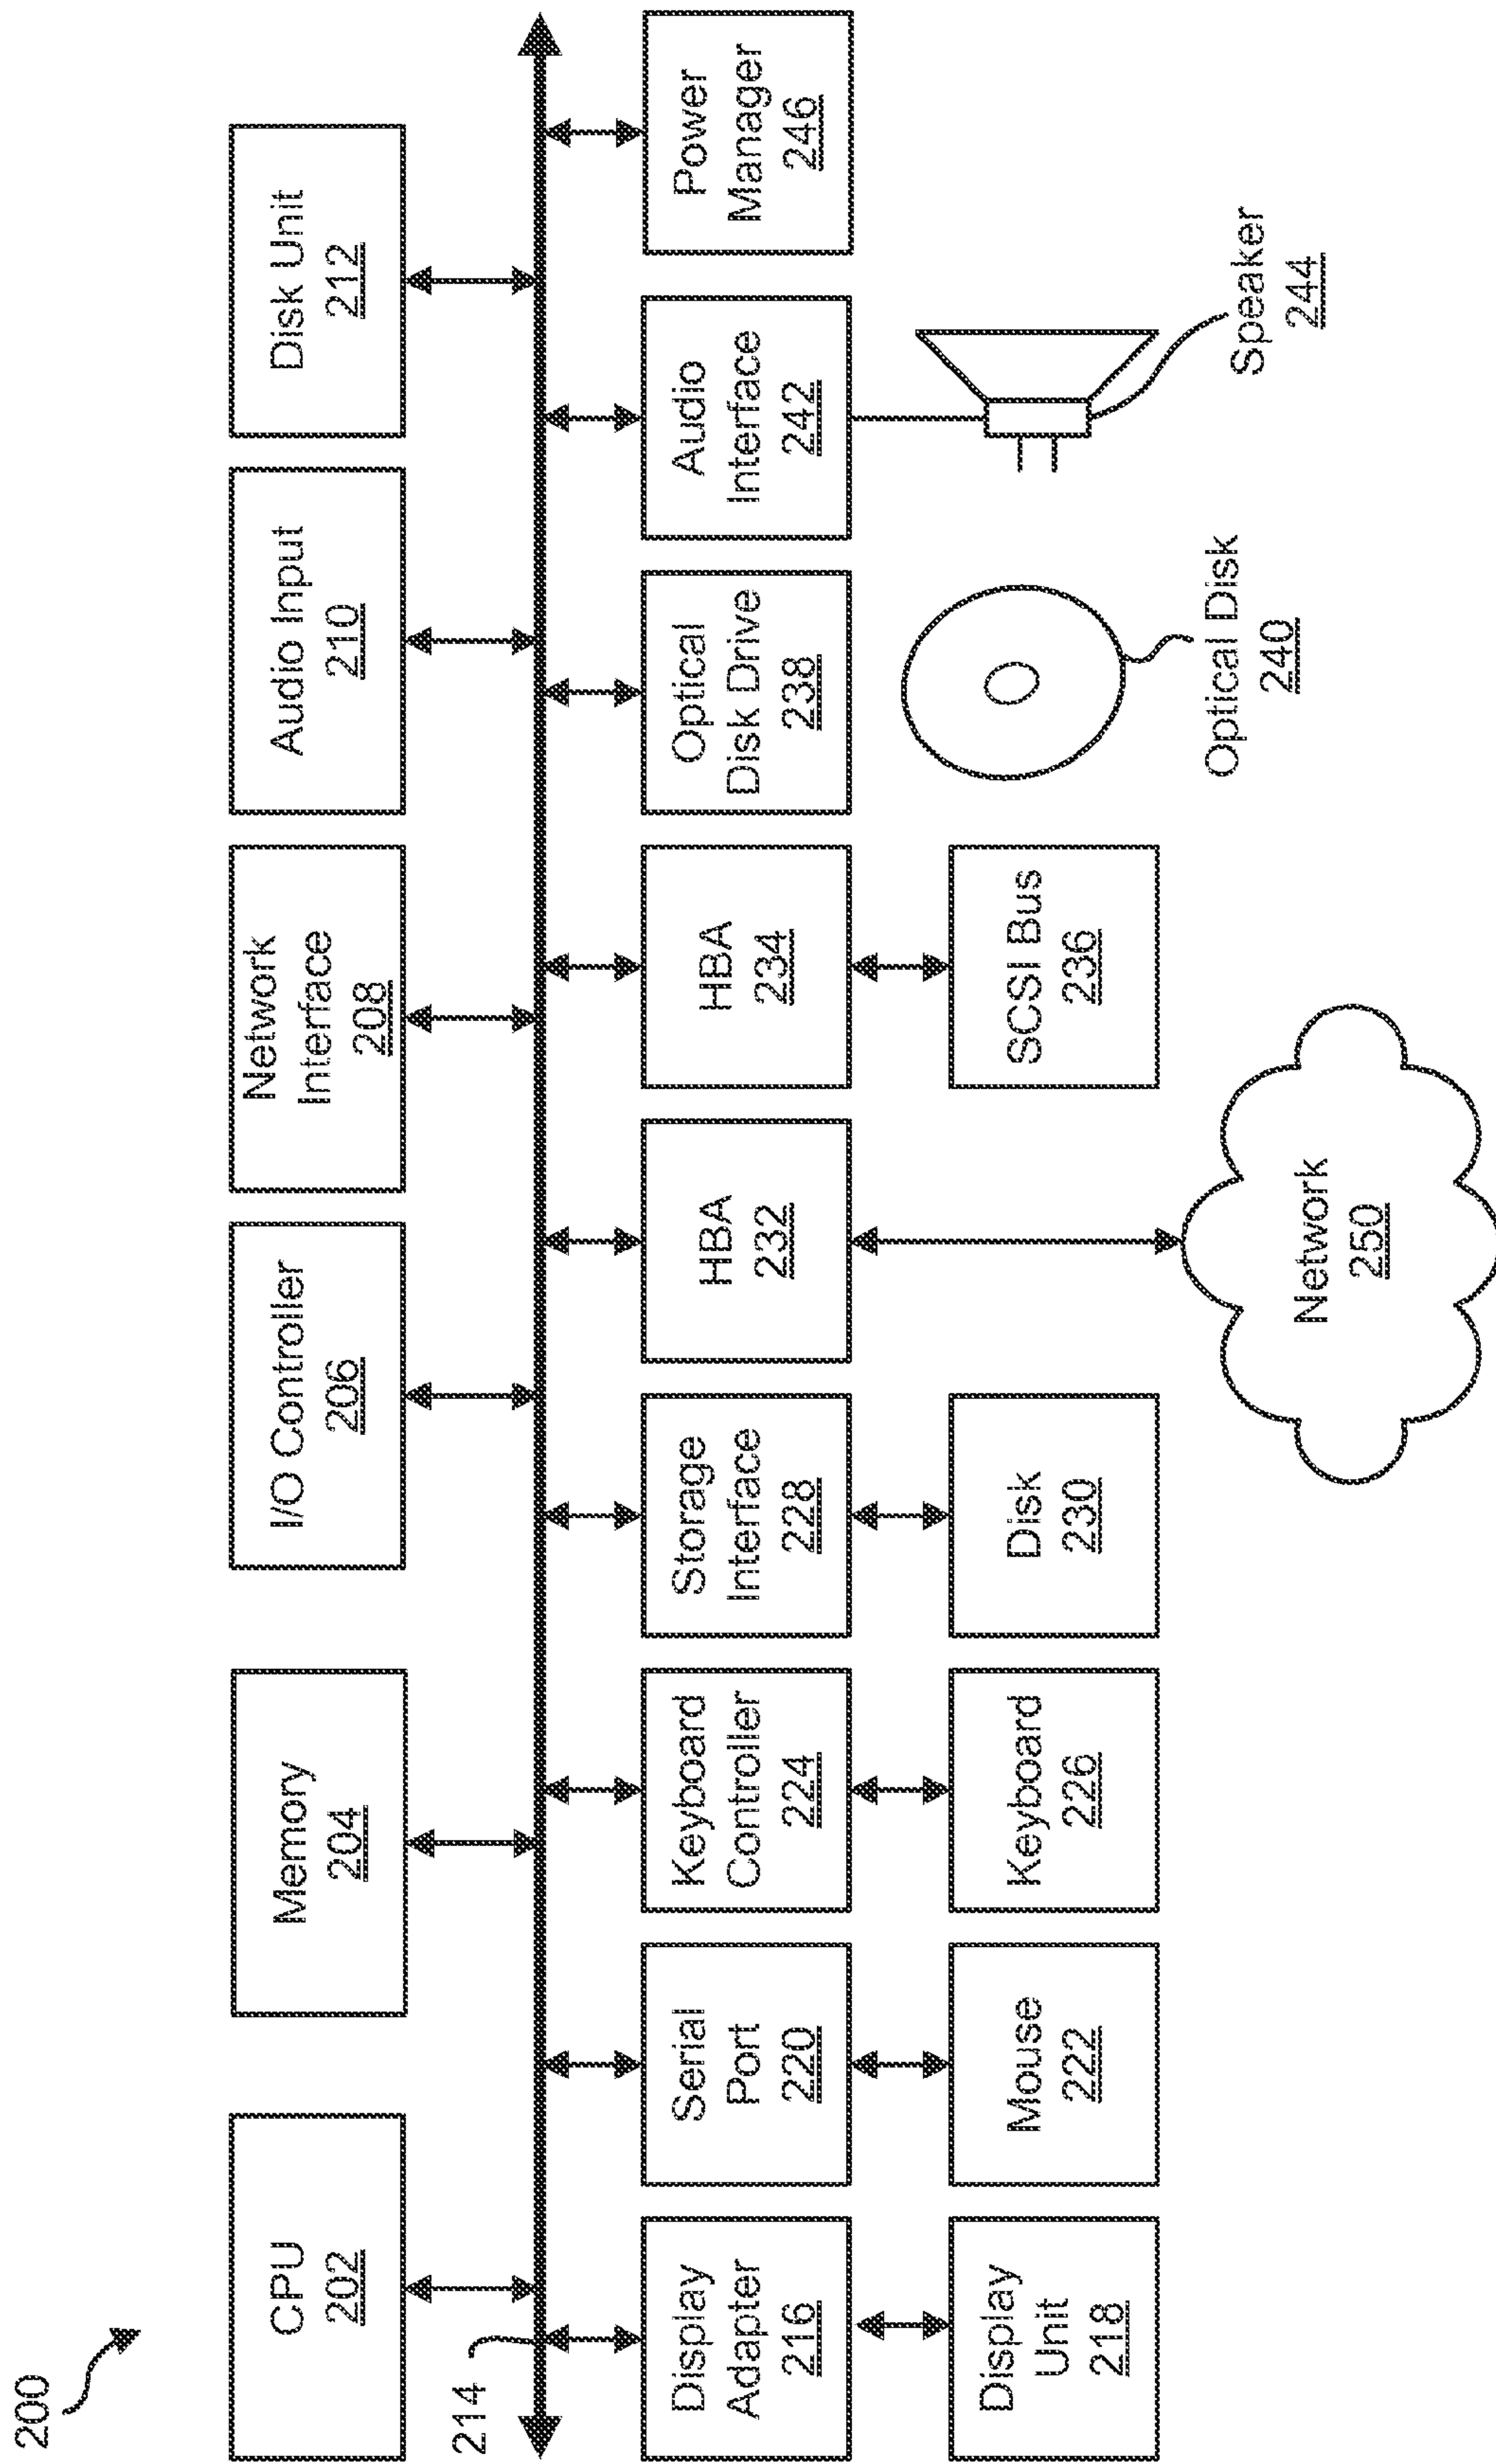 200
CPU
202
Memory
204
I/O Controller
206
Network
Interface
208
Audio Input
210
Disk Unit
212
214
Display
Adapter
216
Serial
Port
220
Keyboard
Controller
224
Storage
Interface
228
HBA
232
HBA
234
Optical
Disk Drive
238
Audio
Interface
242
Power
Manager
246
Display
Unit
218
Mouse
222
Keyboard
226
Disk
230
SCSI Bus
236
Network
250
Optical Disk
240
Speaker
244